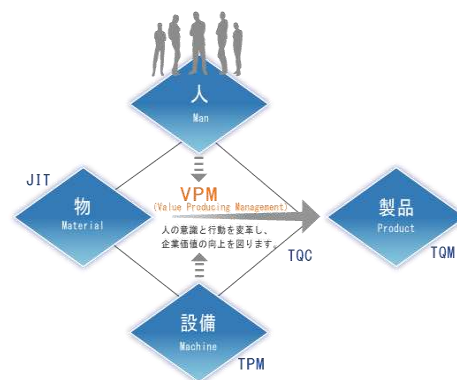 人
Man
JIT
物
Material
VPM
(Value Producing Management)
人の意識と行動を変革し、
企業価値の向上を図ります。
製品
Product
TQC
TQM
設備
Machine
TPM